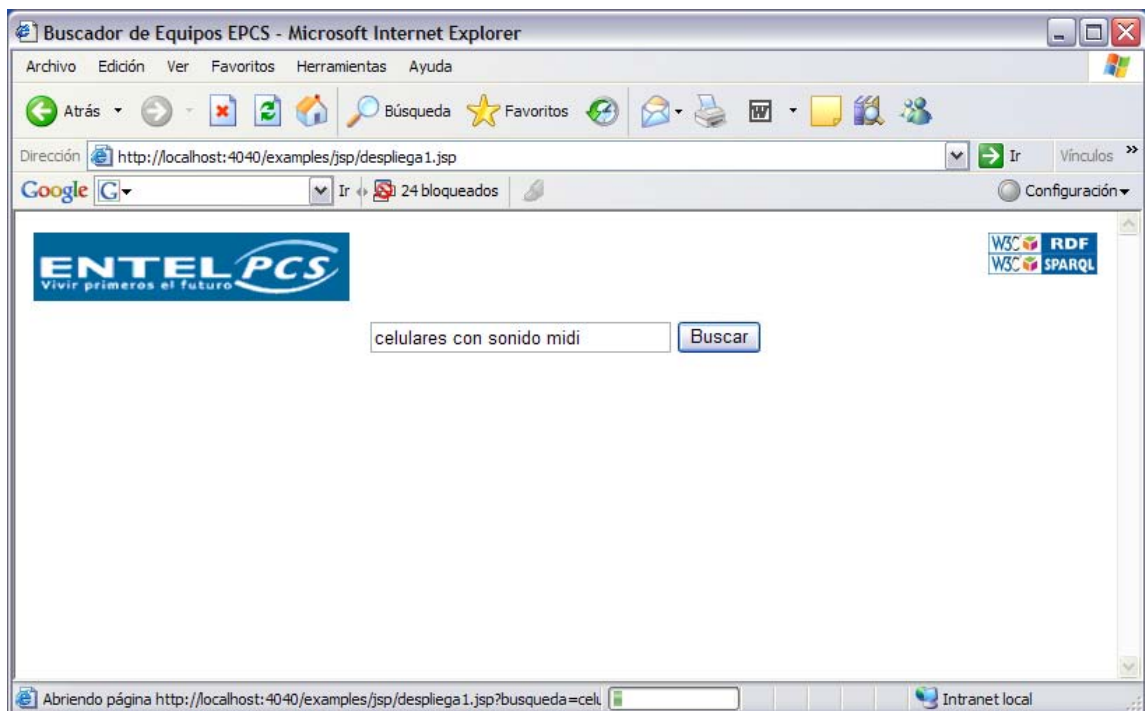 Buscador de Equipos EPCS - Microsoft Internet Explorer
Archivo Edición Ver Favoritos Herramientas Ayuda
Atrás Búsqueda Favoritos
Dirección http://localhost:4040/examples/jsp/despliega1.jsp Ir Vínculos »
Google G Ir 24 bloqueados Configuración
ENTEL PCS
Vivir primeros el futuro
W3C RDF
W3C SPARQL
celulares con sonido midi Buscar
Abriendo página http://localhost:4040/examples/jsp/despliega1.jsp?busqueda=celu Intranet local